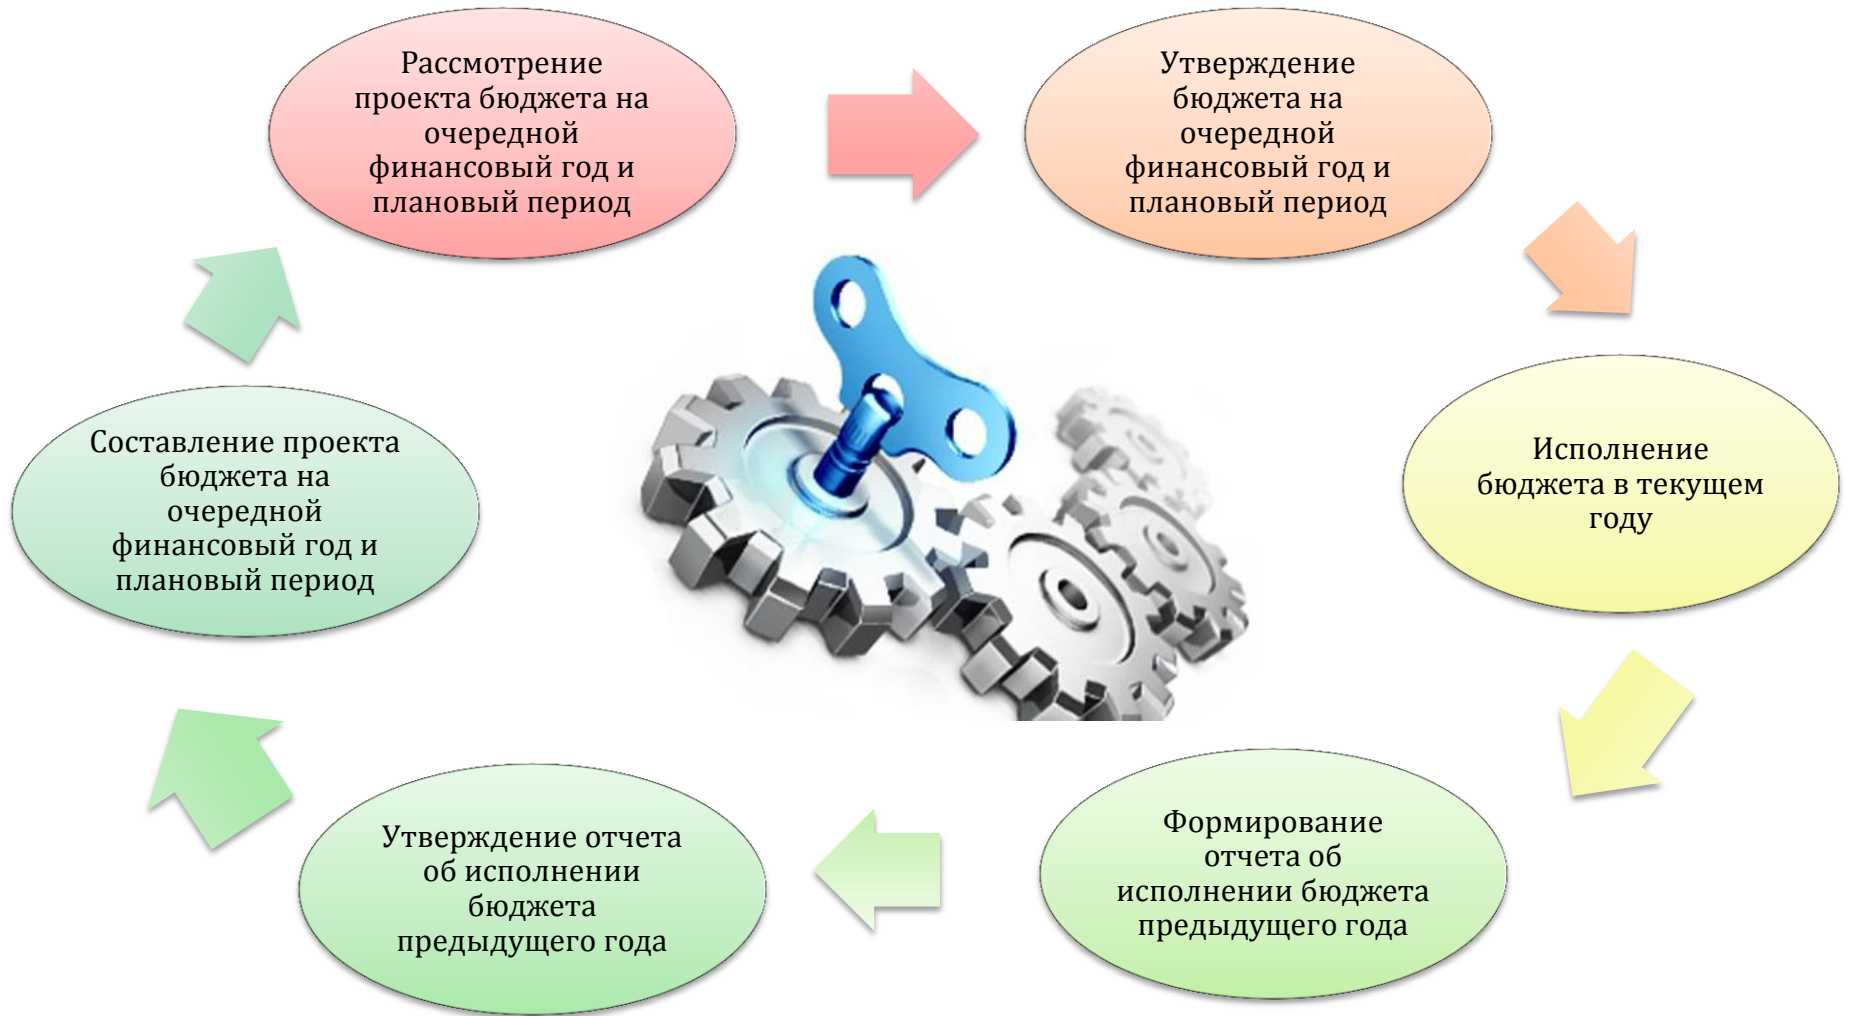 Рассмотрение
проекта бюджета на
очередной
финансовый год и
плановый период
Утверждение
бюджета на
очередной
финансовый год и
плановый период
Исполнение
бюджета в текущем
году
Формирование
отчета об
исполнении бюджета
предыдущего года
Утверждение отчета
об исполнении
бюджета
предыдущего года
Составление проекта
бюджета на
очередной
финансовый год и
плановый период